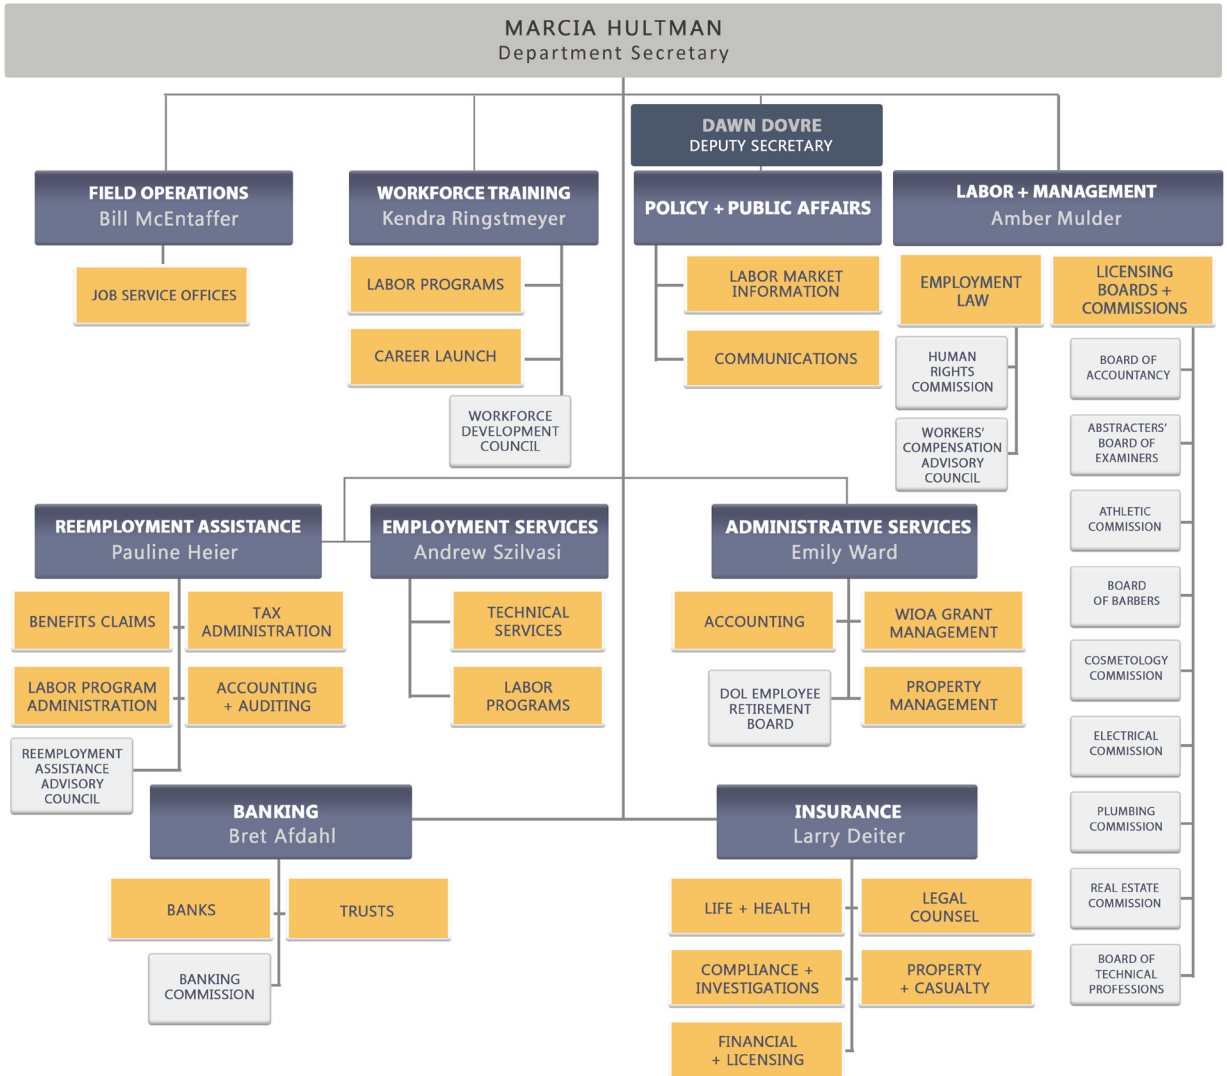 MARCIA HULTMAN
Department Secretary
DAWN DOVRE
DEPUTY SECRETARY
FIELD OPERATIONS
Bill McEntaffer
JOB SERVICE OFFICES
WORKFORCE TRAINING
Kendra Ringstmeyer
LABOR PROGRAMS
CAREER LAUNCH
WORKFORCE
DEVELOPMENT
COUNCIL
POLICY + PUBLIC AFFAIRS
LABOR MARKET
INFORMATION
COMMUNICATIONS
LABOR + MANAGEMENT
Amber Mulder
EMPLOYMENT
LAW
HUMAN
RIGHTS
COMMISSION
WORKERS'
COMPENSATION
ADVISORY
COUNCIL
LICENSING
BOARDS +
COMMISSIONS
BOARD OF
ACCOUNTANCY
ABSTRACTERS'
BOARD OF
EXAMINERS
ATHLETIC
COMMISSION
BOARD
OF BARBERS
COSMETOLOGY
COMMISSION
ELECTRICAL
COMMISSION
PLUMBING
COMMISSION
REAL ESTATE
COMMISSION
BOARD OF
TECHNICAL
PROFESSIONS
REEMPLOYMENT ASSISTANCE
Pauline Heier
BENEFITS CLAIMS
TAX
ADMINISTRATION
LABOR PROGRAM
ADMINISTRATION
ACCOUNTING
+ AUDITING
REEMPLOYMENT
ASSISTANCE
ADVISORY
COUNCIL
EMPLOYMENT SERVICES
Andrew Szilvasi
TECHNICAL
SERVICES
LABOR
PROGRAMS
ADMINISTRATIVE SERVICES
Emily Ward
ACCOUNTING
WIOA GRANT
MANAGEMENT
DOL EMPLOYEE
RETIREMENT
BOARD
PROPERTY
MANAGEMENT
BANKING
Bret Afdahl
BANKS
TRUSTS
BANKING
COMMISSION
INSURANCE
Larry Deiter
LIFE + HEALTH
LEGAL
COUNSEL
COMPLIANCE +
INVESTIGATIONS
PROPERTY
+ CASUALTY
FINANCIAL
+ LICENSING